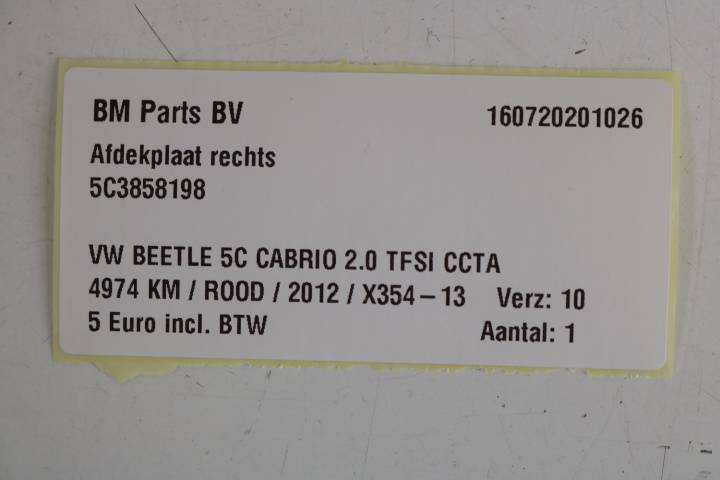 BM Parts BV 160720201026
Afdekplaat rechts
5C3858198
VW BEETLE 5C CABRIO 2.0 TFSI CCTA
4974 KM / ROOD / 2012 / X354-13 Verz: 10
5 Euro incl. BTW Aantal: 1